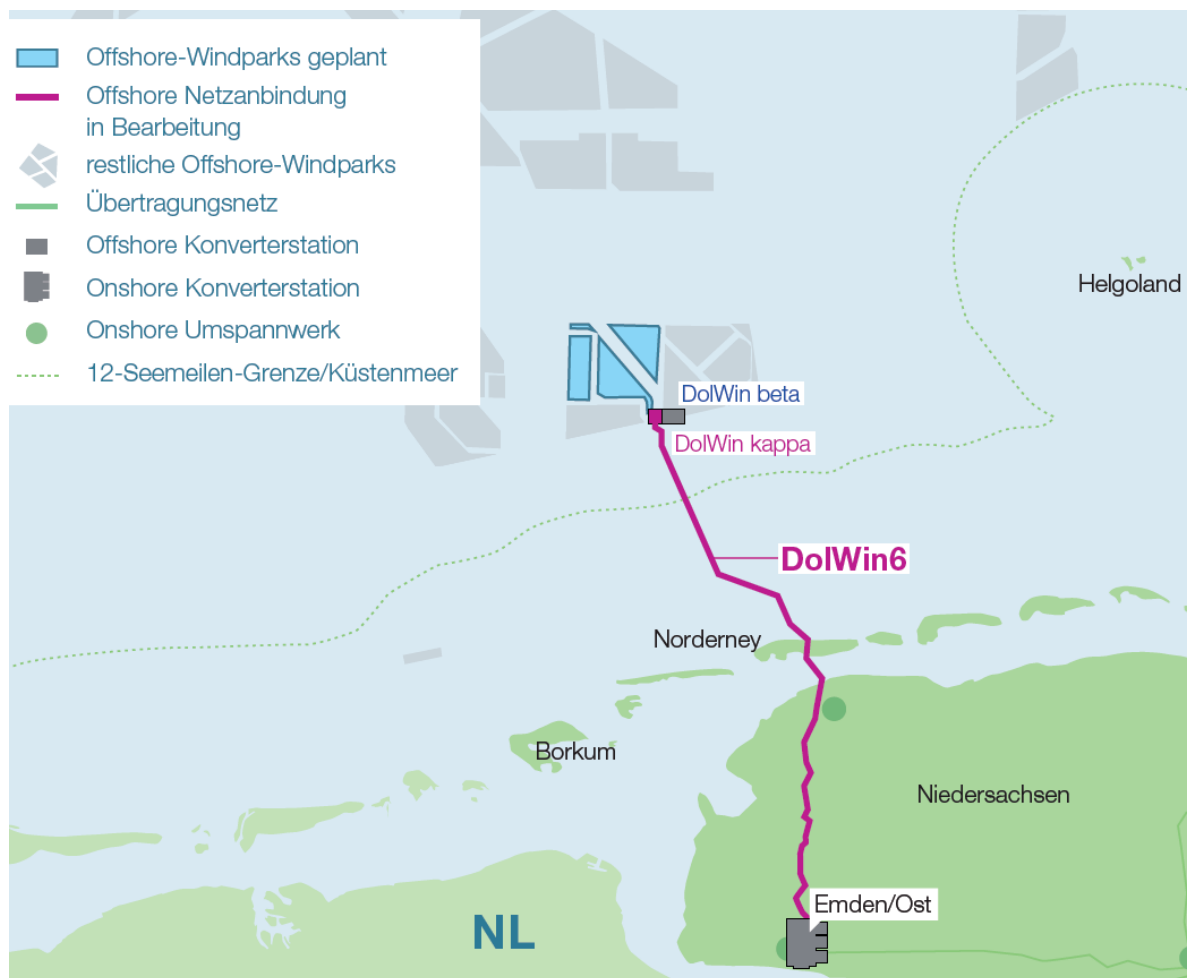 Offshore-Windparks geplant
Offshore Netzanbindung
in Bearbeitung
restliche Offshore-Windparks
Übertragungsnetz
Offshore Konverterstation
Onshore Konverterstation
Onshore Umspannwerk
12-Seemeilen-Grenze/Küstenmeer
Helgoland
DolWin beta
DolWin kappa
DolWin6
Norderney
Borkum
Niedersachsen
Emden/Ost
NL